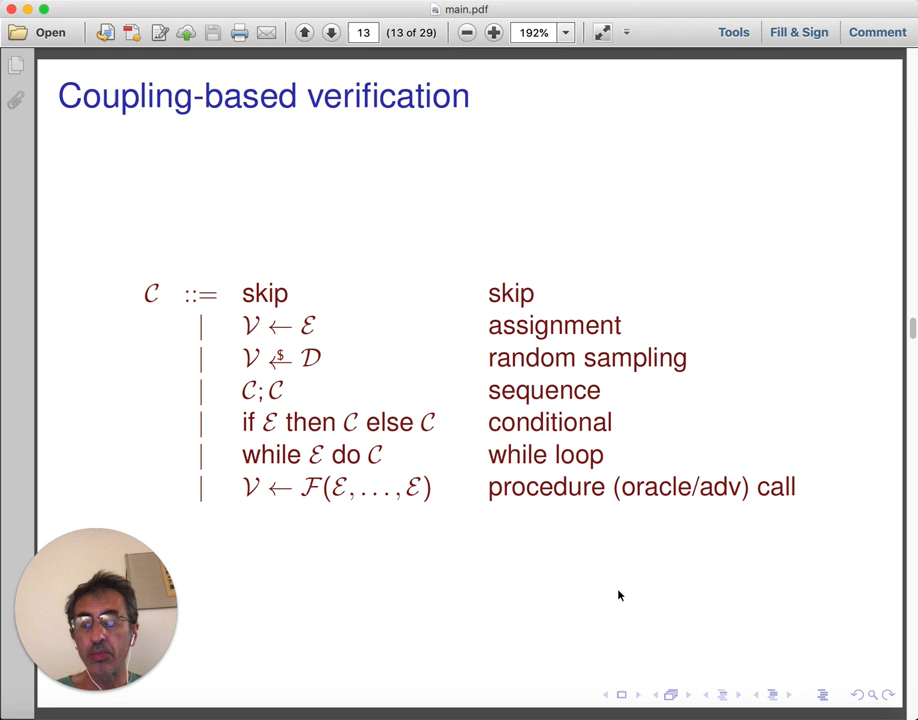 main.pdf
Open 13 (13 of 29) 192% Tools Fill & Sign Comment
Coupling-based verification
𝒞 ::= skip skip
| 𝒱 ← ℰ assignment
| 𝒱 ←$ 𝒟 random sampling
| 𝒞; 𝒞 sequence
| if ℰ then 𝒞 else 𝒞 conditional
| while ℰ do 𝒞 while loop
| 𝒱 ← ℱ(ℰ, . . . , ℰ) procedure (oracle/adv) call